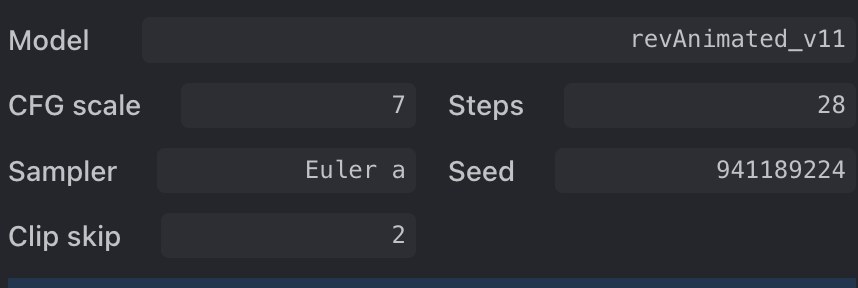 Model revAnimated_v11
CFG scale 7 Steps 28
Sampler Euler a Seed 941189224
Clip skip 2